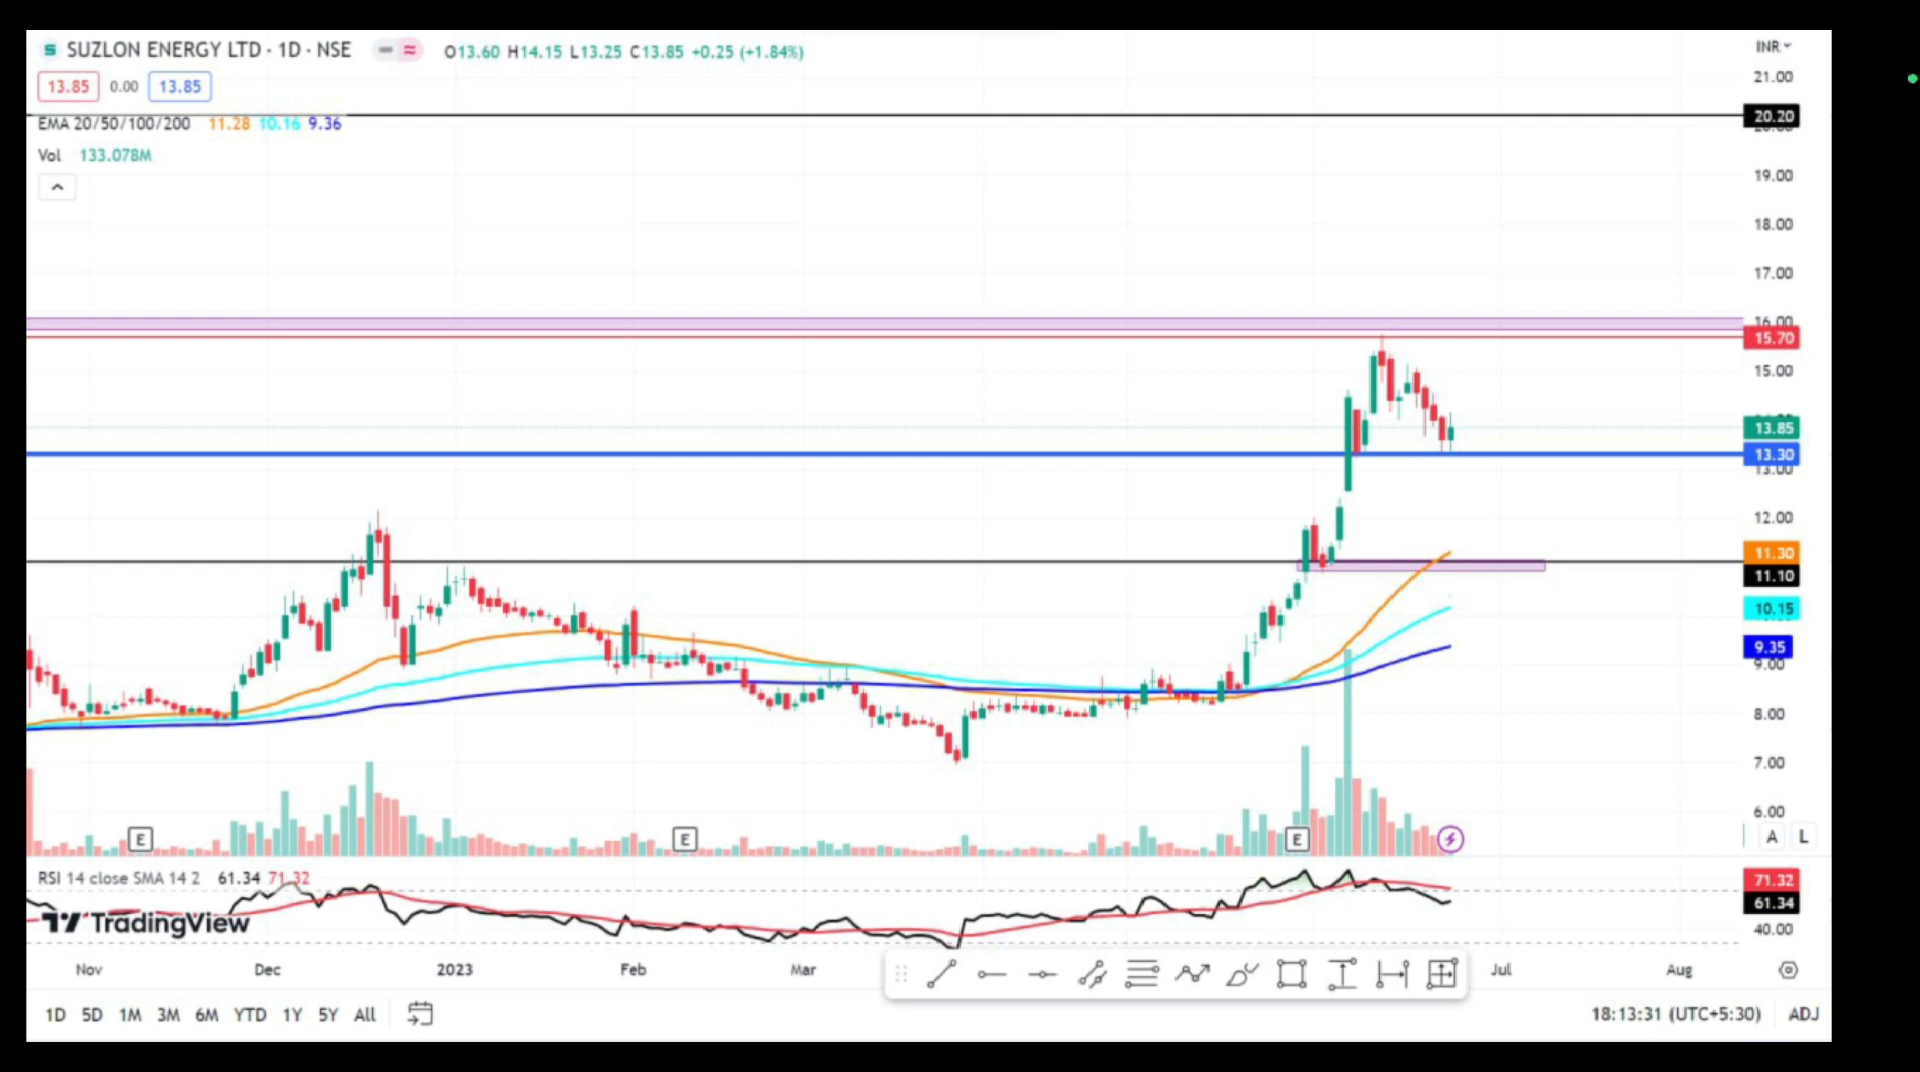 SUZLON ENERGY LTD · 1D · NSE O13.60 H14.15 L13.25 C13.85 +0.25 (+1.84%)
INR
13.85 0.00 13.85
EMA 20/50/100/200 11.28 10.16 9.36
Vol 133.078M
21.00
20.20
19.00
18.00
17.00
16.00
15.70
15.00
13.85
13.30
13.00
12.00
11.30
11.10
10.15
9.35
9.00
8.00
7.00
6.00
E E E A L
RSI 14 close SMA 14 2 61.34 71.32
71.32
61.34
40.00
TradingView
Nov Dec 2023 Feb Mar Jul Aug
1D 5D 1M 3M 6M YTD 1Y 5Y All 18:13:31 (UTC+5:30) ADJ